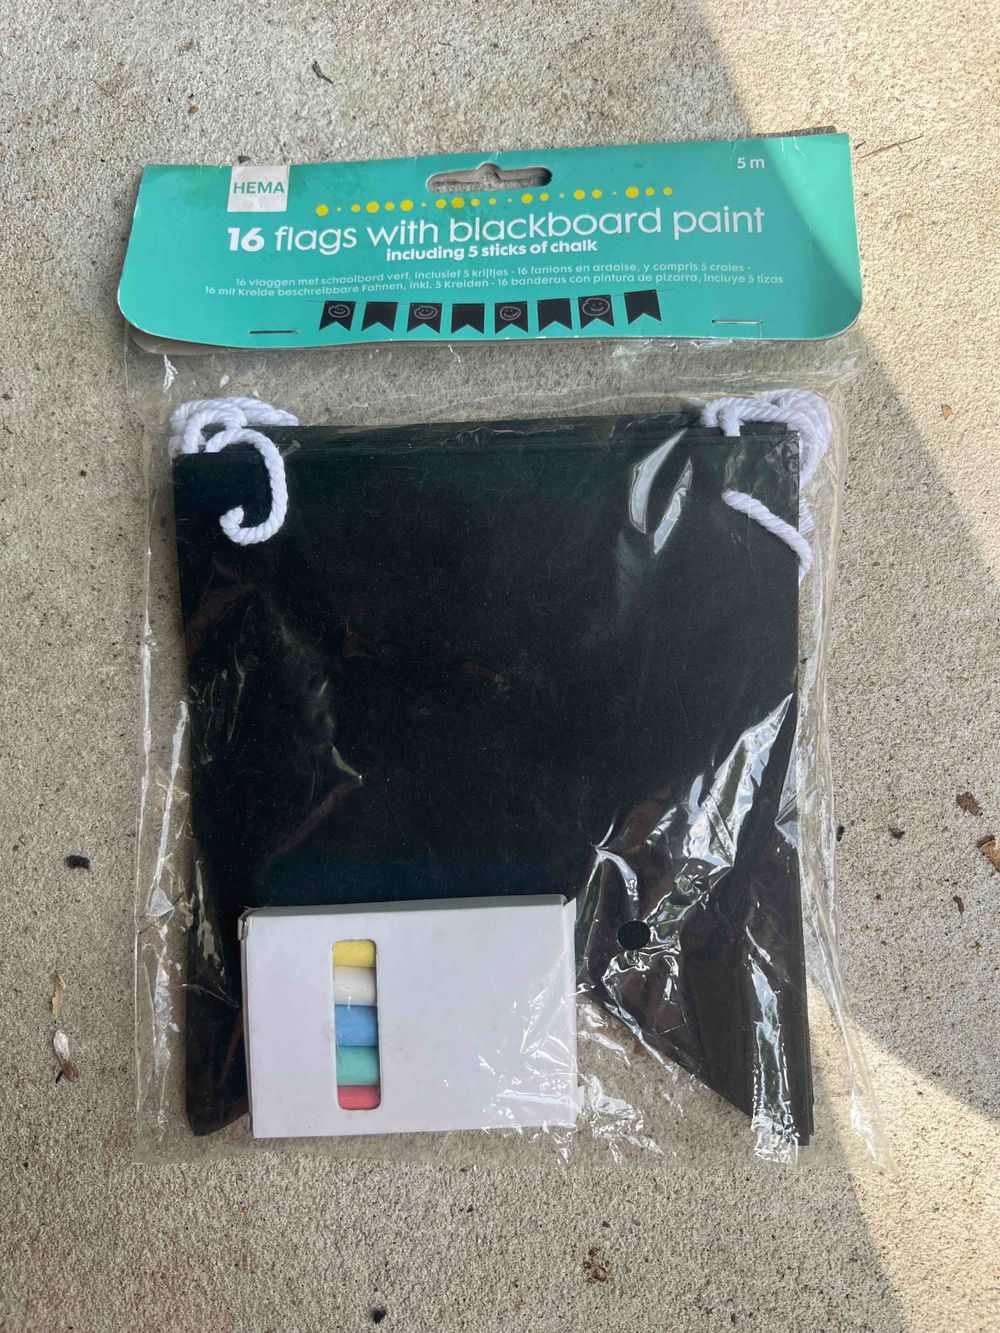 HEMA
5 m
16 flags with blackboard paint
including 5 sticks of chalk
16 vlaggen met schoolbord verf, inclusief 5 krijtjes - 16 fanions en ardoise, y compris 5 craies -
16 mit Kreide beschreibbare Fahnen, inkl. 5 Kreiden - 16 banderas con pintura de pizarra, incluye 5 tizas